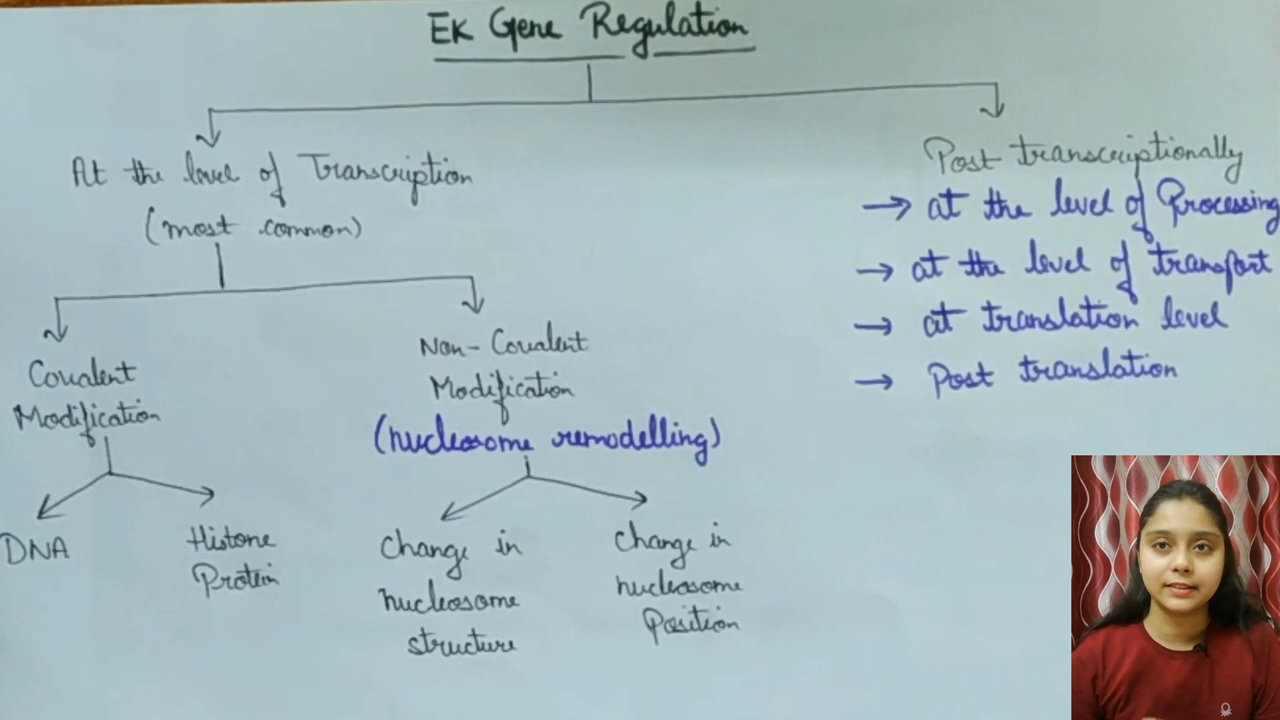 EK Gene Regulation
At the level of Transcription
(most common)
Covalent
Modification
DNA
Histone
Protein
Non-Covalent
Modification
(nucleosome remodelling)
Change in
nucleosome
structure
Change in
nucleosome
Position
Post transcriptionally
→ at the level of Processing
→ at the level of transport
→ at translation level
→ Post translation